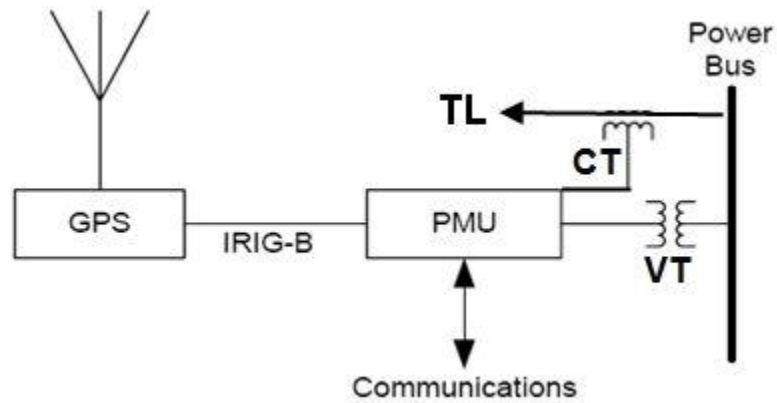 Power
Bus
TL
CT
GPS
IRIG-B
PMU
VT
Communications